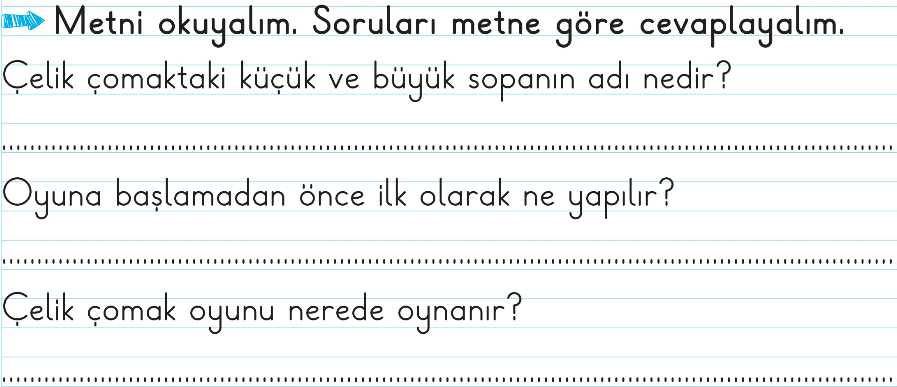 Metni okuyalım. Soruları metne göre cevaplayalım.
Çelik çomaktaki küçük ve büyük sopanın adı nedir?
Oyuna başlamadan önce ilk olarak ne yapılır?
Çelik çomak oyunu nerede oynanır?